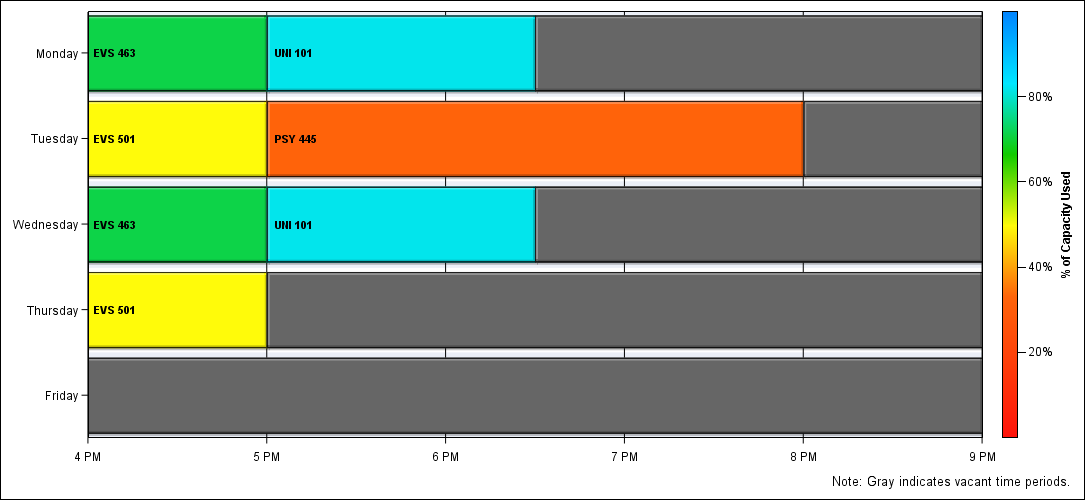 Monday
EVS 463
UNI 101
Tuesday
EVS 501
PSY 445
Wednesday
EVS 463
UNI 101
Thursday
EVS 501
Friday
4 PM
5 PM
6 PM
7 PM
8 PM
9 PM
80%
60%
40%
20%
% of Capacity Used
Note: Gray indicates vacant time periods.